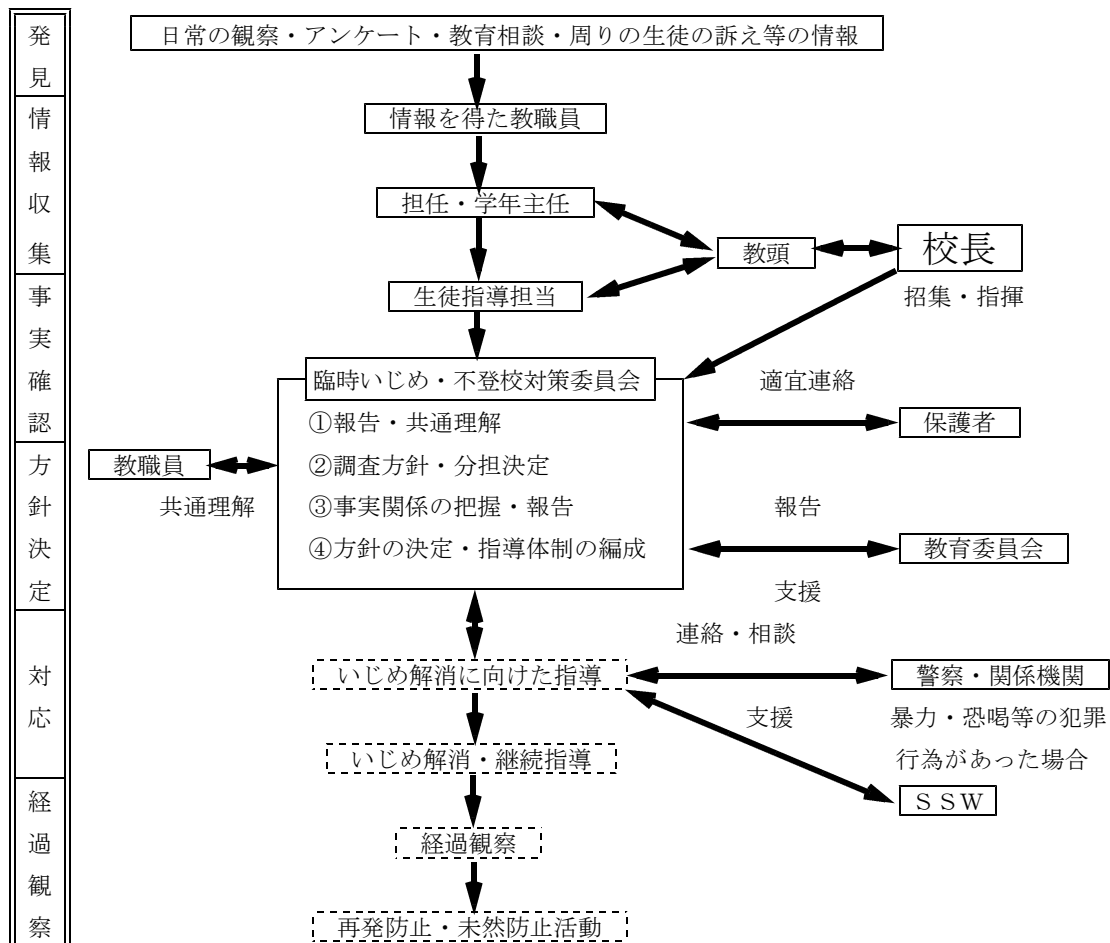 発見
情報収集
事実確認
方針決定
対応
経過観察
日常の観察・アンケート・教育相談・周りの生徒の訴え等の情報
情報を得た教職員
担任・学年主任
教頭
校長
生徒指導担当
招集・指揮
臨時いじめ・不登校対策委員会
適宜連絡
①報告・共通理解
保護者
教職員
②調査方針・分担決定
共通理解
③事実関係の把握・報告
報告
④方針の決定・指導体制の編成
教育委員会
支援
連絡・相談
いじめ解消に向けた指導
警察・関係機関
支援
暴力・恐喝等の犯罪
行為があった場合
いじめ解消・継続指導
ＳＳＷ
経過観察
再発防止・未然防止活動